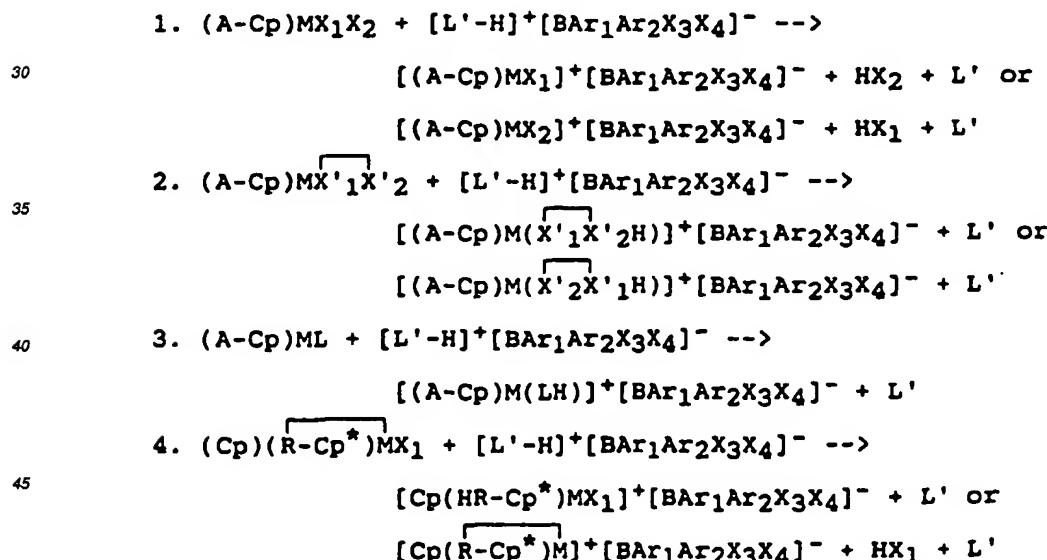 1. (A-Cp)MX1X2 + [L'-H]+[BAr1Ar2X3X4]- -->
30
[(A-Cp)MX1]+[BAr1Ar2X3X4]- + HX2 + L' or
[(A-Cp)MX2]+[BAr1Ar2X3X4]- + HX1 + L'
2. (A-Cp)MX'1X'2 + [L'-H]+[BAr1Ar2X3X4]- -->
35
[(A-Cp)M(X'1X'2H)]+[BAr1Ar2X3X4]- + L' or
[(A-Cp)M(X'2X'1H)]+[BAr1Ar2X3X4]- + L'
3. (A-Cp)ML + [L'-H]+[BAr1Ar2X3X4]- -->
40
[(A-Cp)M(LH)]+[BAr1Ar2X3X4]- + L'
4. (Cp)(R-Cp*)MX1 + [L'-H]+[BAr1Ar2X3X4]- -->
45
[Cp(HR-Cp*)MX1]+[BAr1Ar2X3X4]- + L' or
[Cp(R-Cp*)M]+[BAr1Ar2X3X4]- + HX1 + L'